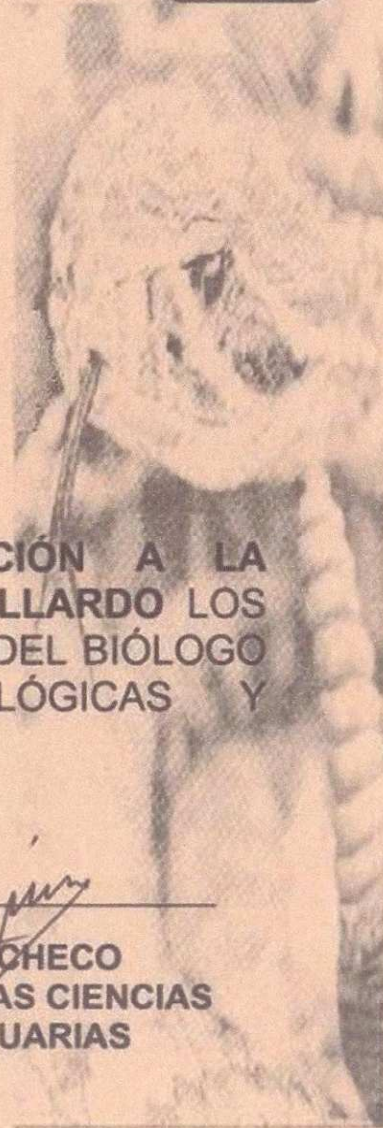 CIÓN A LA
LLARDO LOS
DEL BIÓLOGO
LÓGICAS Y
CHECO
AS CIENCIAS
UARIAS